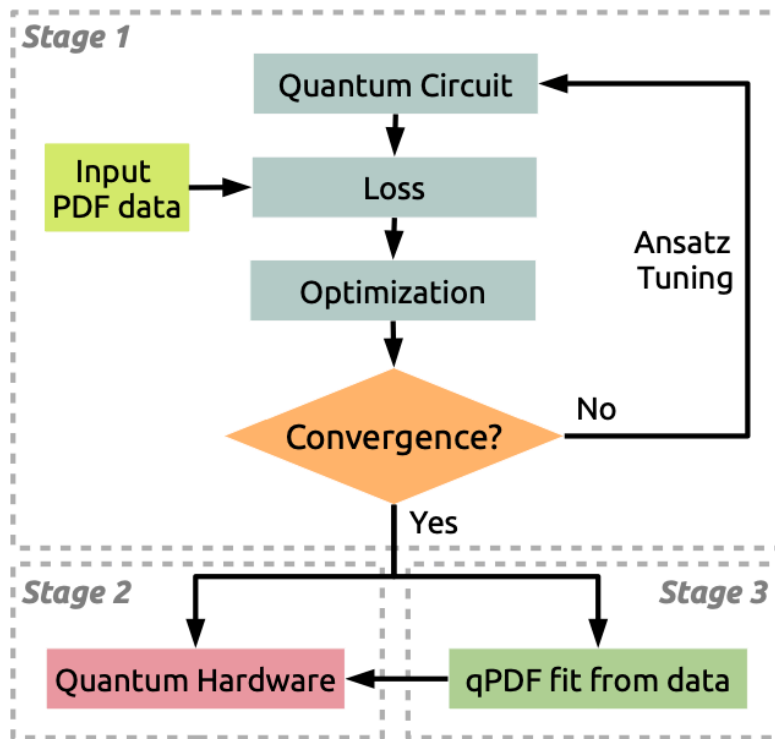 Stage 1
Quantum Circuit
Input
PDF data
Loss
Ansatz
Tuning
Optimization
Convergence?
No
Yes
Stage 2
Stage 3
Quantum Hardware
qPDF fit from data